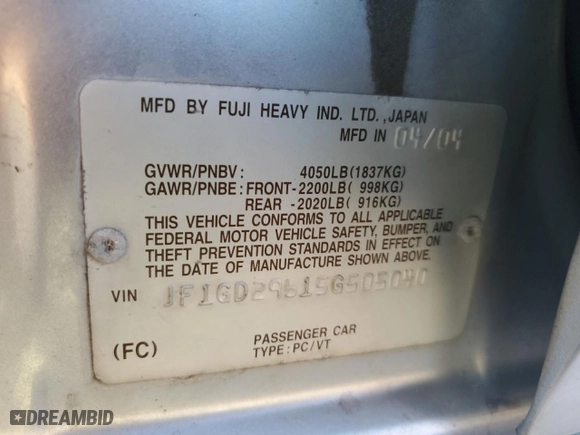 MFD BY FUJI HEAVY IND. LTD., JAPAN
MFD IN 04/04
GVWR/PNBV: 4050LB(1837KG)
GAWR/PNBE: FRONT-2200LB( 998KG)
REAR -2020LB( 916KG)
THIS VEHICLE CONFORMS TO ALL APPLICABLE
FEDERAL MOTOR VEHICLE SAFETY, BUMPER, AND
THEFT PREVENTION STANDARDS IN EFFECT ON
THE DATE OF MANUFACTURE SHOWN ABOVE.
VIN JF1GD29615G505040
PASSENGER CAR
(FC) TYPE:PC/VT
DREAMBID